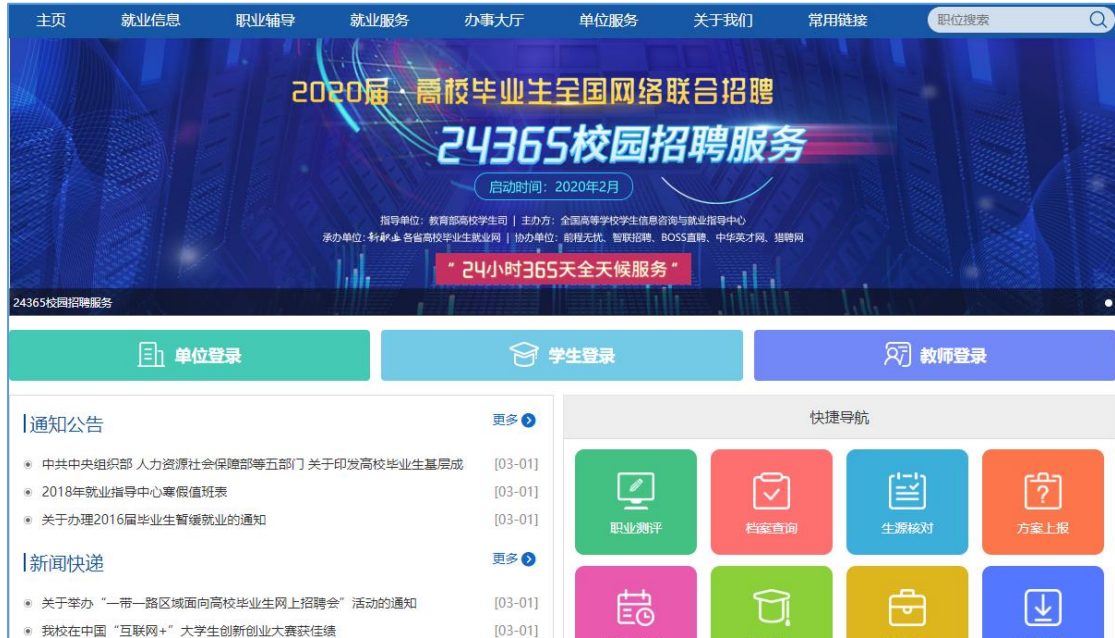 主页 就业信息 职业辅导 就业服务 办事大厅 单位服务 关于我们 常用链接 职位搜索
2020届·高校毕业生全国网络联合招聘
24365校园招聘服务
启动时间：2020年2月
指导单位：教育部高校学生司 | 主办方：全国高等学校学生信息咨询与就业指导中心
承办单位：新职业 各省高校毕业生就业网 | 协办单位：前程无忧、智联招聘、BOSS直聘、中华英才网、猎聘网
“24小时365天全天候服务”
24365校园招聘服务
单位登录 学生登录 教师登录
通知公告 更多
中共中央组织部 人力资源社会保障部等五部门 关于印发高校毕业生基层成 [03-01]
2018年就业指导中心寒假值班表 [03-01]
关于办理2016届毕业生暂缓就业的通知 [03-01]
新闻快递 更多
关于举办“一带一路区域面向高校毕业生网上招聘会”活动的通知 [03-01]
我校在中国“互联网+”大学生创新创业大赛获佳绩 [03-01]
快捷导航
职业测评 档案查询 生源核对 方案上报